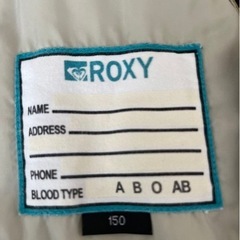 ROXY
NAME
ADDRESS
PHONE
BLOOD TYPE A B O AB
150